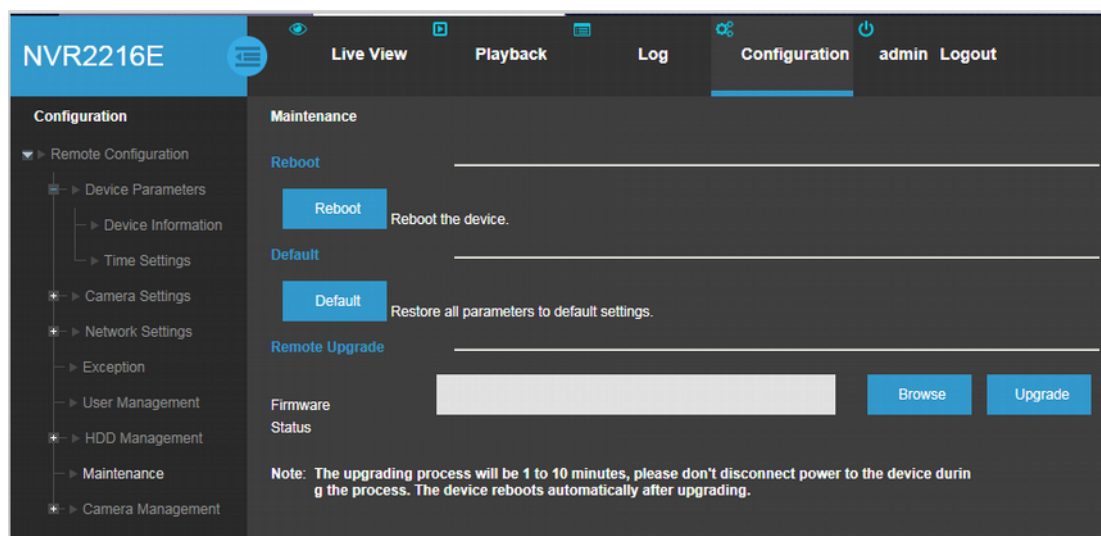 NVR2216E
Live View
Playback
Log
Configuration
admin Logout
Configuration
Remote Configuration
Device Parameters
Device Information
Time Settings
Camera Settings
Network Settings
Exception
User Management
HDD Management
Maintenance
Camera Management
Maintenance
Reboot
Reboot
Reboot the device.
Default
Default
Restore all parameters to default settings.
Remote Upgrade
Firmware
Browse
Upgrade
Status
Note: The upgrading process will be 1 to 10 minutes, please don't disconnect power to the device durin
g the process. The device reboots automatically after upgrading.